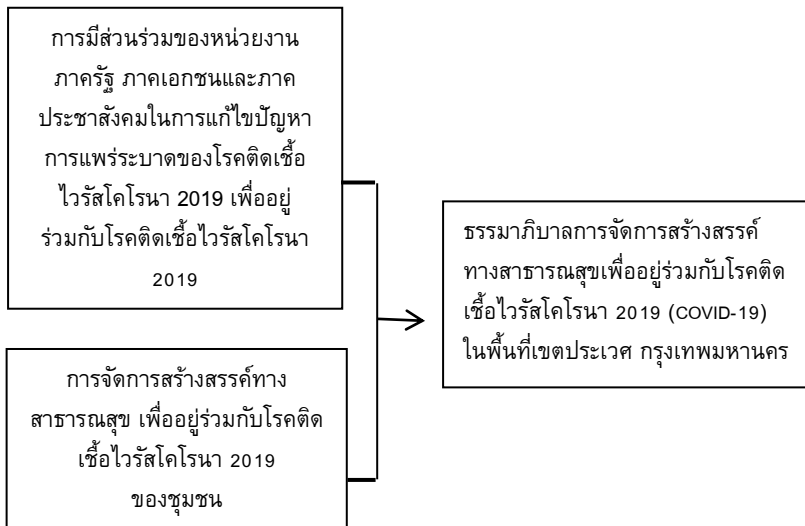 การมีส่วนร่วมของหน่วยงาน
ภาครัฐ ภาคเอกชนและภาค
ประชาสังคมในการแก้ไขปัญหา
การแพร่ระบาดของโรคติดเชื้อ
ไวรัสโคโรนา 2019 เพื่ออยู่
ร่วมกับโรคติดเชื้อไวรัสโคโรนา
2019
การจัดการสร้างสรรค์ทาง
สาธารณสุข เพื่ออยู่ร่วมกับโรคติด
เชื้อไวรัสโคโรนา 2019
ของชุมชน
ธรรมาภิบาลการจัดการสร้างสรรค์
ทางสาธารณสุขเพื่ออยู่ร่วมกับโรคติด
เชื้อไวรัสโคโรนา 2019 (COVID-19)
ในพื้นที่เขตประเวศ กรุงเทพมหานคร